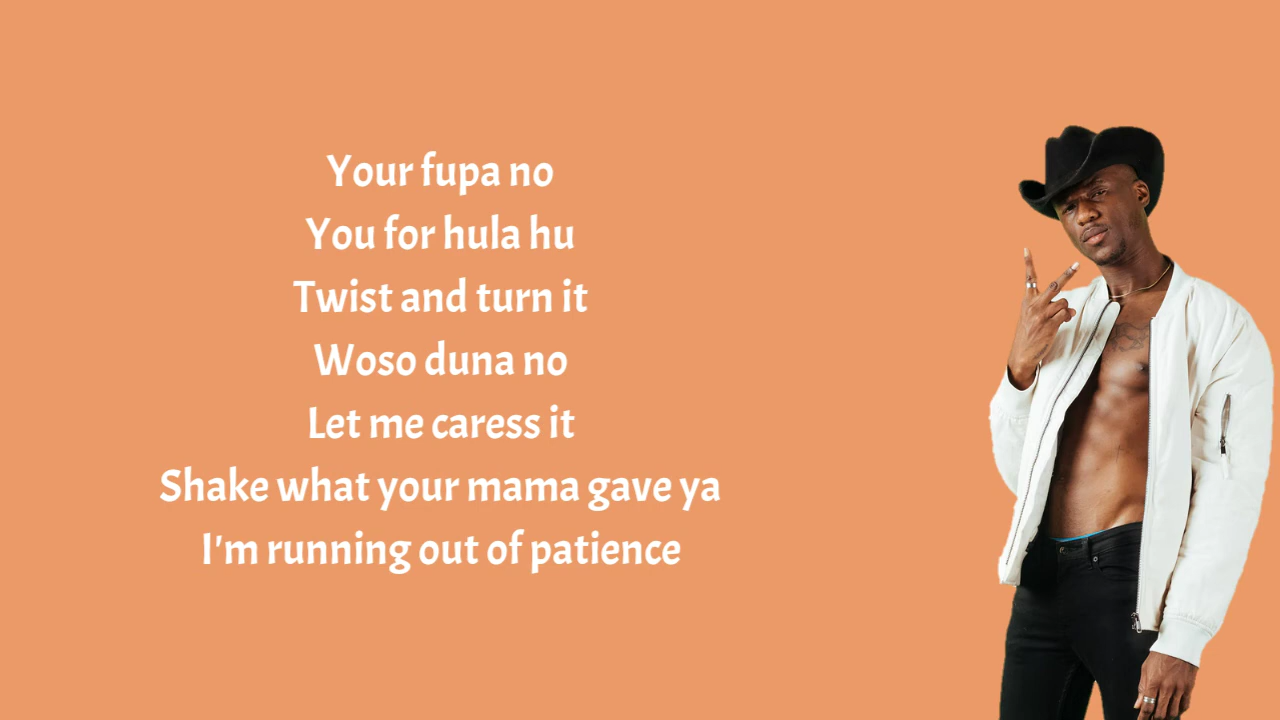 Your fupa no
You for hula hu
Twist and turn it
Woso duna no
Let me caress it
Shake what your mama gave ya
I'm running out of patience